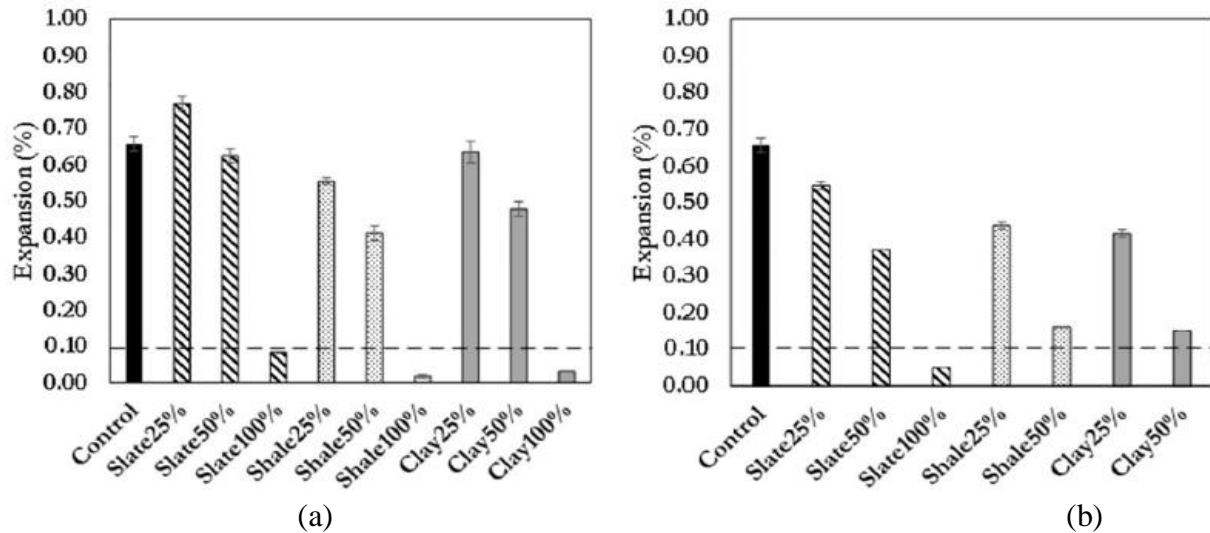 1.00
0.90
0.80
0.70
0.60
0.50
0.40
0.30
0.20
0.10
0.00
Expansion (%)
Control
Slate25%
Slate50%
Slate100%
Shale25%
Shale50%
Shale100%
Clay25%
Clay50%
Clay100%
(a)
1.00
0.90
0.80
0.70
0.60
0.50
0.40
0.30
0.20
0.10
0.00
Expansion (%)
Control
Slate25%
Slate50%
Slate100%
Shale25%
Shale50%
Clay25%
Clay50%
(b)